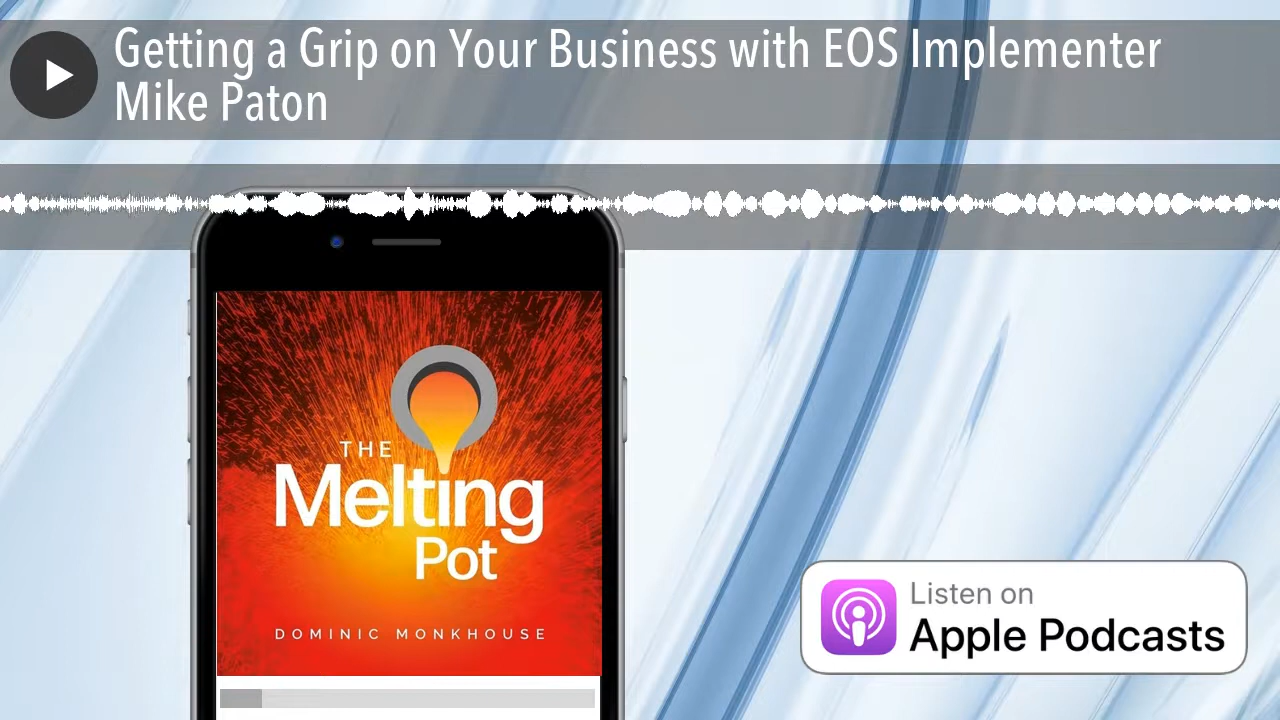 Getting a Grip on Your Business with EOS Implementer
Mike Paton
THE
Melting
Pot
DOMINIC MONKHOUSE
Listen on
Apple Podcasts